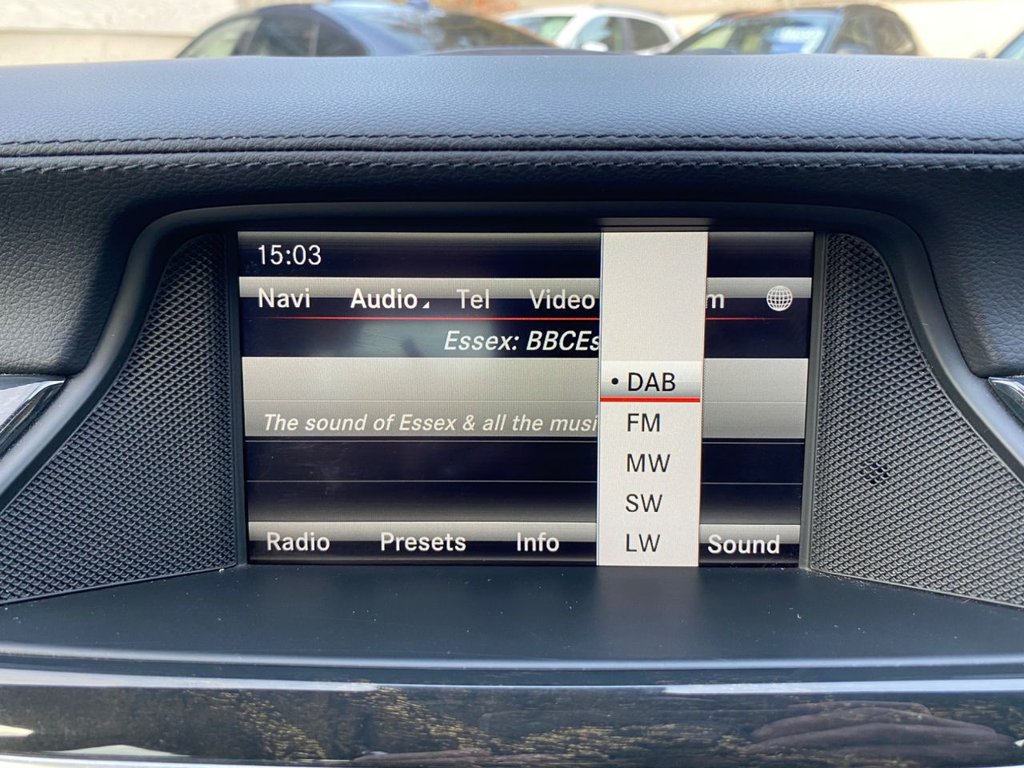 15:03
Navi Audio Tel Video m
Essex: BBCEs
• DAB
The sound of Essex & all the musi
FM
MW
SW
Radio Presets Info LW Sound